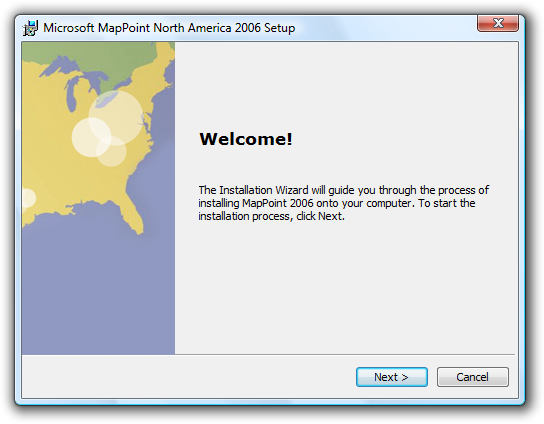 Microsoft MapPoint North America 2006 Setup
Welcome!
The Installation Wizard will guide you through the process of
installing MapPoint 2006 onto your computer. To start the
installation process, click Next.
Next >
Cancel